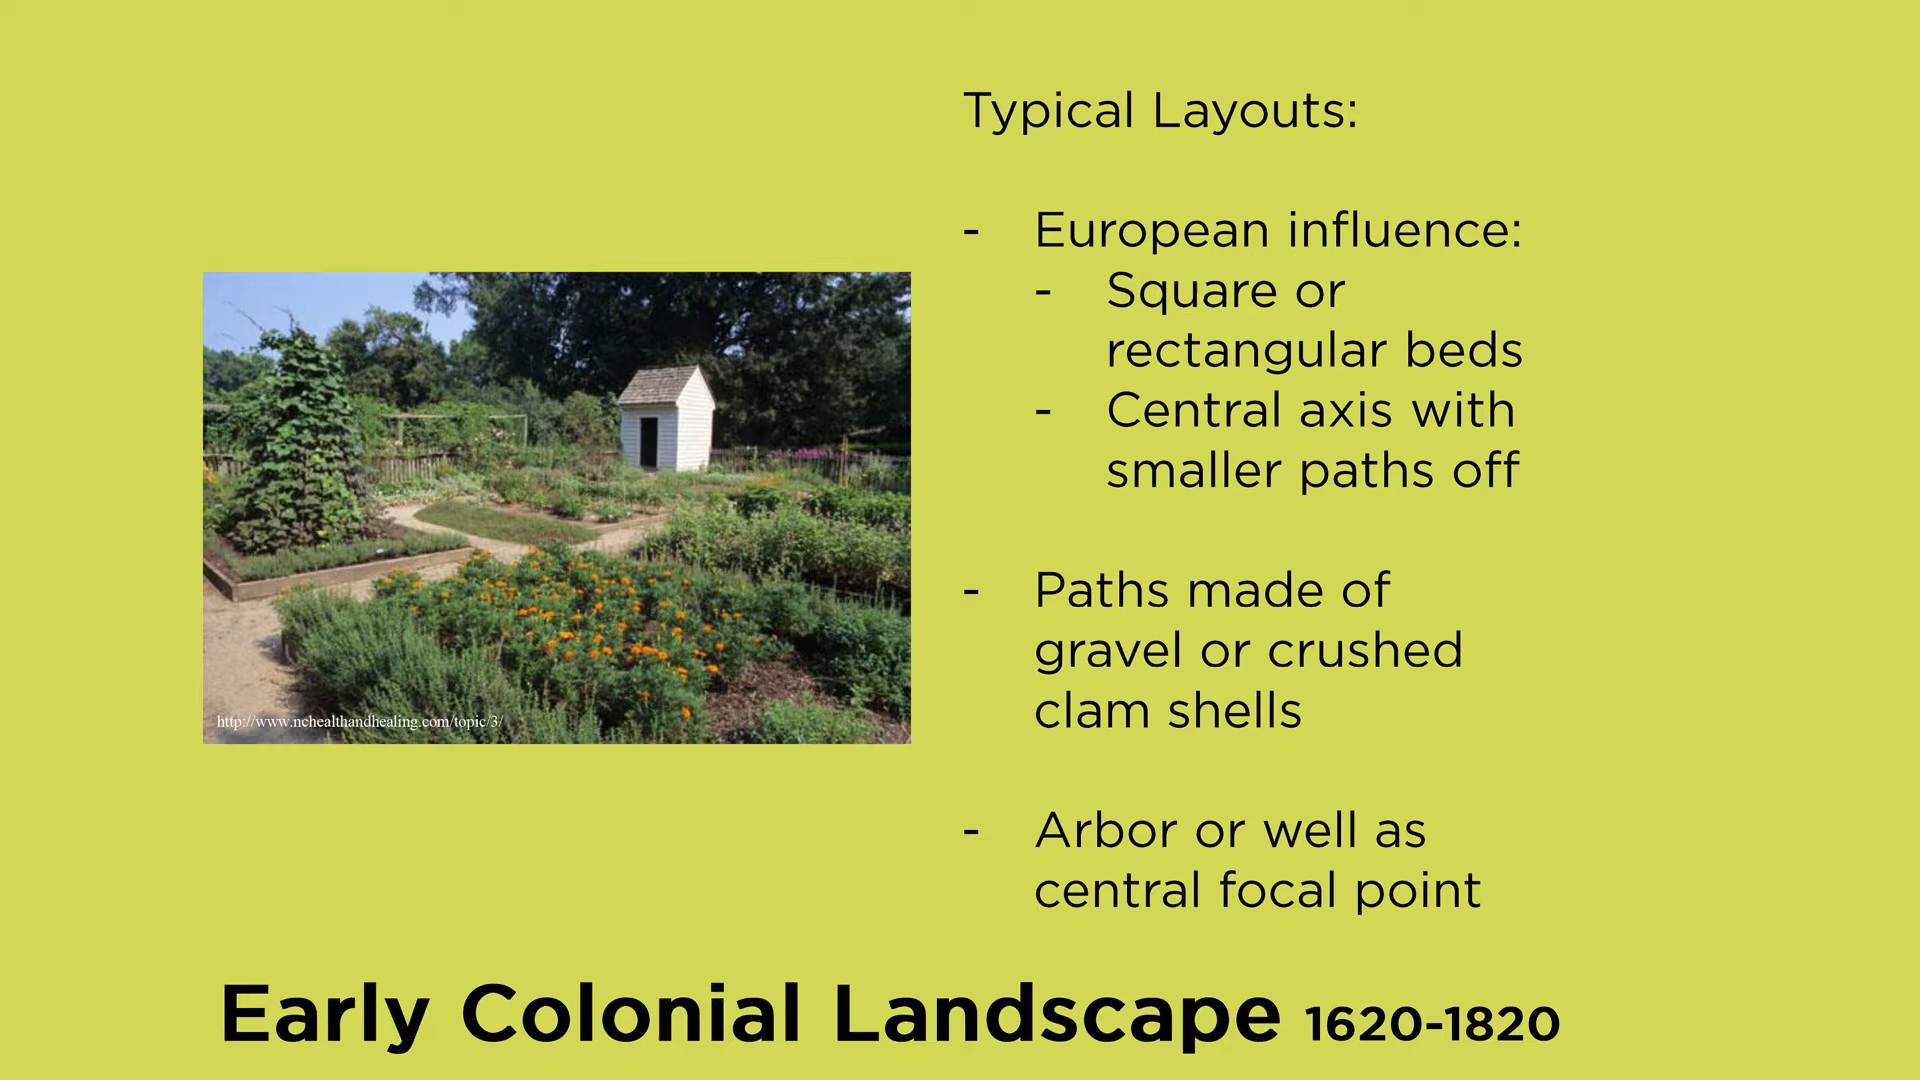 Typical Layouts:
- European influence:
- Square or
rectangular beds
- Central axis with
smaller paths off
- Paths made of
gravel or crushed
clam shells
- Arbor or well as
central focal point
http://www.nchealthandhealing.com/topic/3/
Early Colonial Landscape 1620-1820